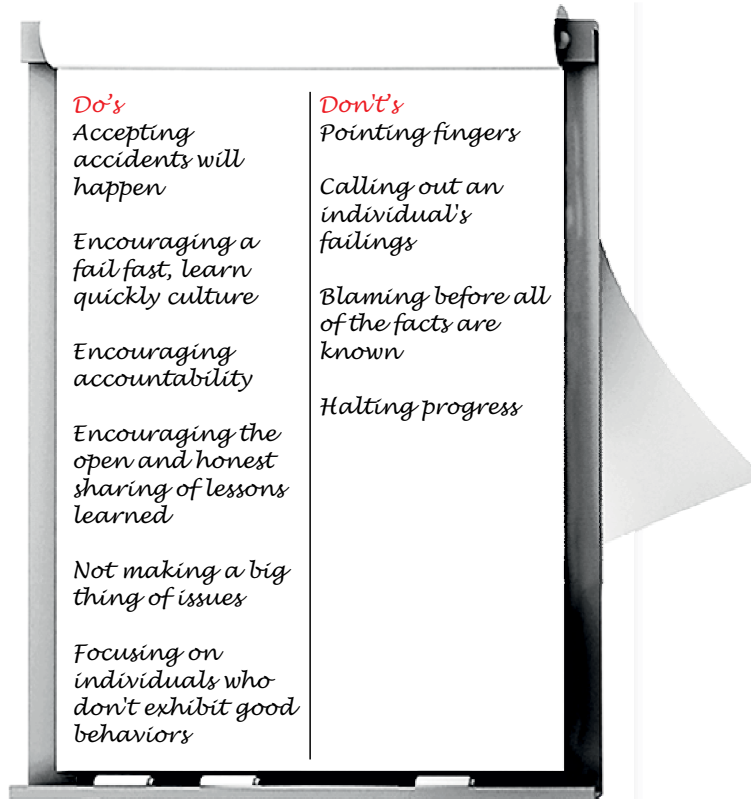 Do's
Accepting
accidents will
happen
Encouraging a
fail fast, learn
quickly culture
Encouraging
accountability
Encouraging the
open and honest
sharing of lessons
learned
Not making a big
thing of issues
Focusing on
individuals who
don't exhibit good
behaviors
Don't's
Pointing fingers
Calling out an
individual's
failings
Blaming before all
of the facts are
known
Halting progress